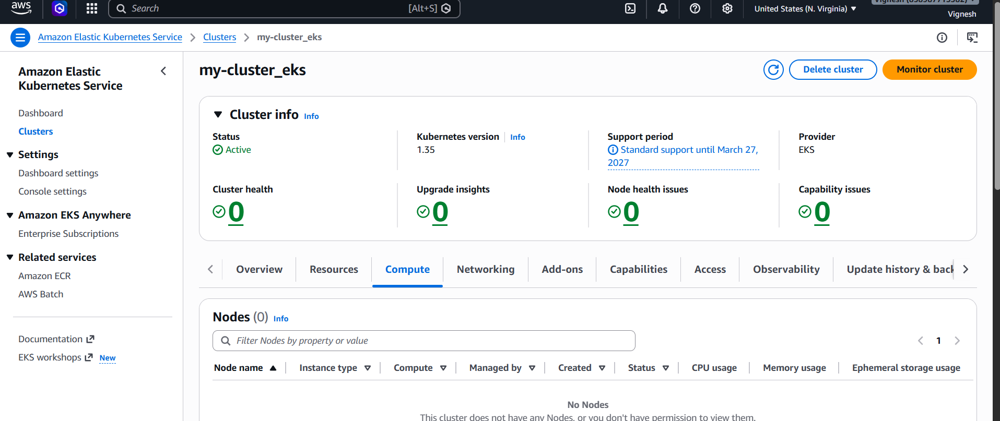 aws
Search [Alt+S]
United States (N. Virginia)
Vignesh
Amazon Elastic Kubernetes Service > Clusters > my-cluster_eks
Amazon Elastic
Kubernetes Service
Dashboard
Clusters
Settings
Dashboard settings
Console settings
Amazon EKS Anywhere
Enterprise Subscriptions
Related services
Amazon ECR
AWS Batch
Documentation
EKS workshops New
my-cluster_eks
Delete cluster
Monitor cluster
Cluster info Info
Status
Active
Kubernetes version Info
1.35
Support period
Standard support until March 27,
2027
Provider
EKS
Cluster health
0
Upgrade insights
0
Node health issues
0
Capability issues
0
Overview Resources Compute Networking Add-ons Capabilities Access Observability Update history & back
Nodes (0) Info
Filter Nodes by property or value
1
Node name Instance type Compute Managed by Created Status CPU usage Memory usage Ephemeral storage usage
No Nodes
This cluster does not have any Nodes, or you don't have permission to view them.